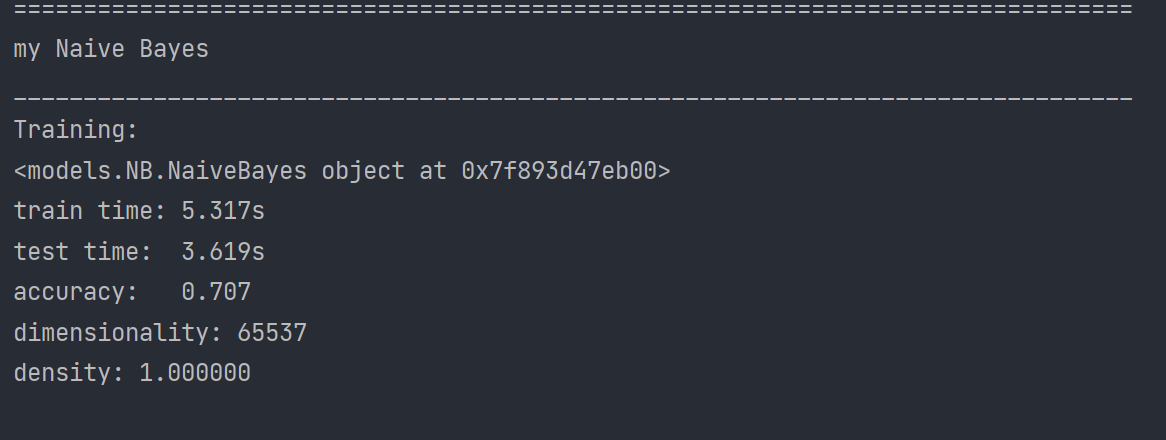 ================================================================================
my Naive Bayes
________________________________________________________________________________
Training:
<models.NB.NaiveBayes object at 0x7f893d47eb00>
train time: 5.317s
test time:  3.619s
accuracy:   0.707
dimensionality: 65537
density: 1.000000